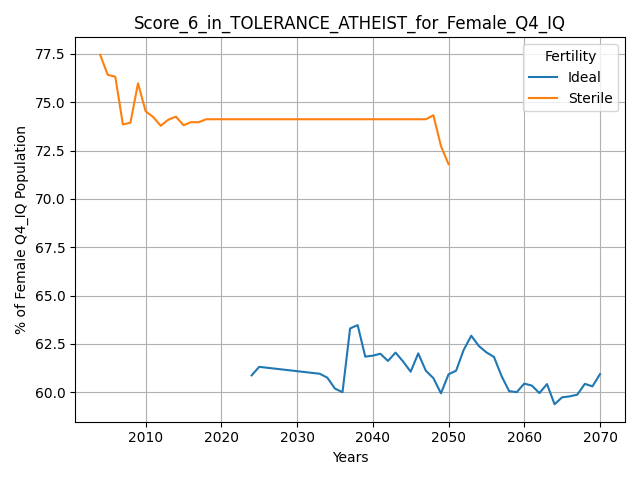 Score_6_in_TOLERANCE_ATHEIST_for_Female_Q4_IQ
% of Female Q4_IQ Population
77.5
75.0
72.5
70.0
67.5
65.0
62.5
60.0
Fertility
Ideal
Sterile
2010 2020 2030 2040 2050 2060 2070
Years